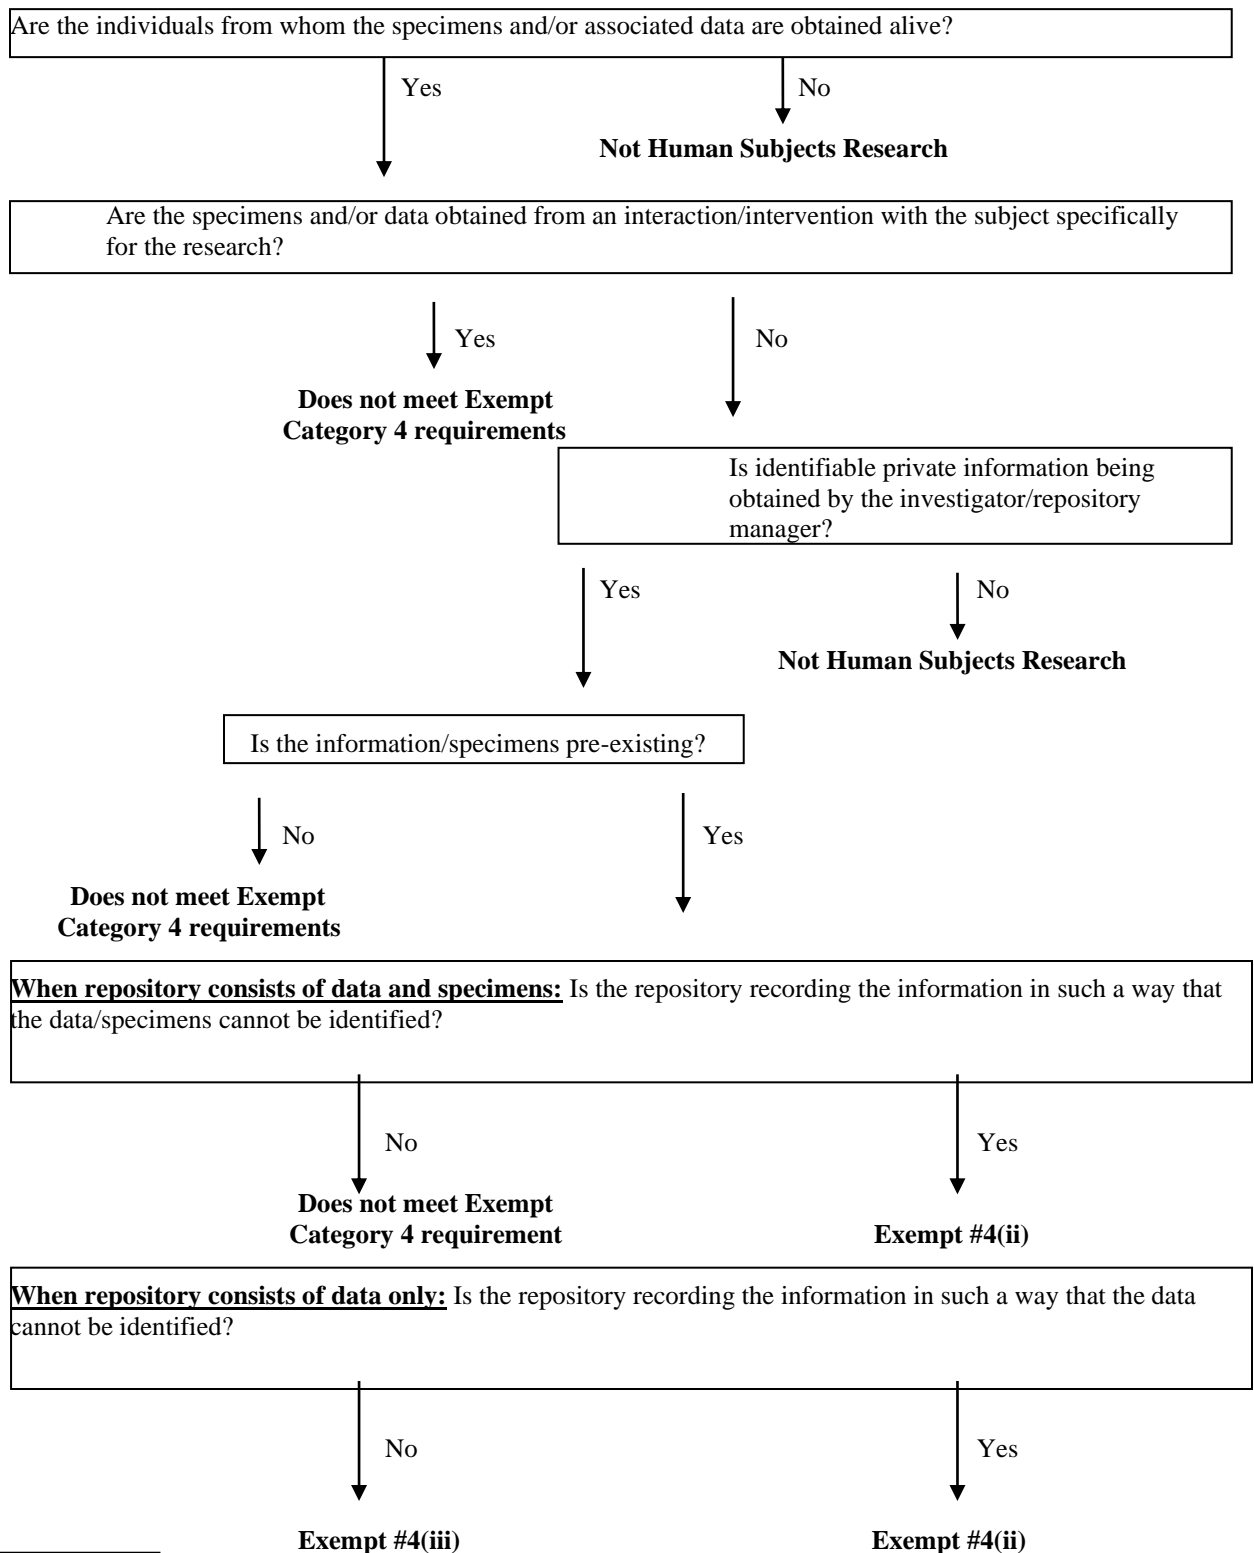 Are the individuals from whom the specimens and/or associated data are obtained alive?
Yes
No
Not Human Subjects Research
Are the specimens and/or data obtained from an interaction/intervention with the subject specifically
for the research?
Yes
No
Does not meet Exempt
Category 4 requirements
Is identifiable private information being
obtained by the investigator/repository
manager?
Yes
No
Not Human Subjects Research
Is the information/specimens pre-existing?
No
Yes
Does not meet Exempt
Category 4 requirements
When repository consists of data and specimens: Is the repository recording the information in such a way that
the data/specimens cannot be identified?
No
Yes
Does not meet Exempt
Category 4 requirement
Exempt #4(ii)
When repository consists of data only: Is the repository recording the information in such a way that the data
cannot be identified?
No
Yes
Exempt #4(iii)
Exempt #4(ii)